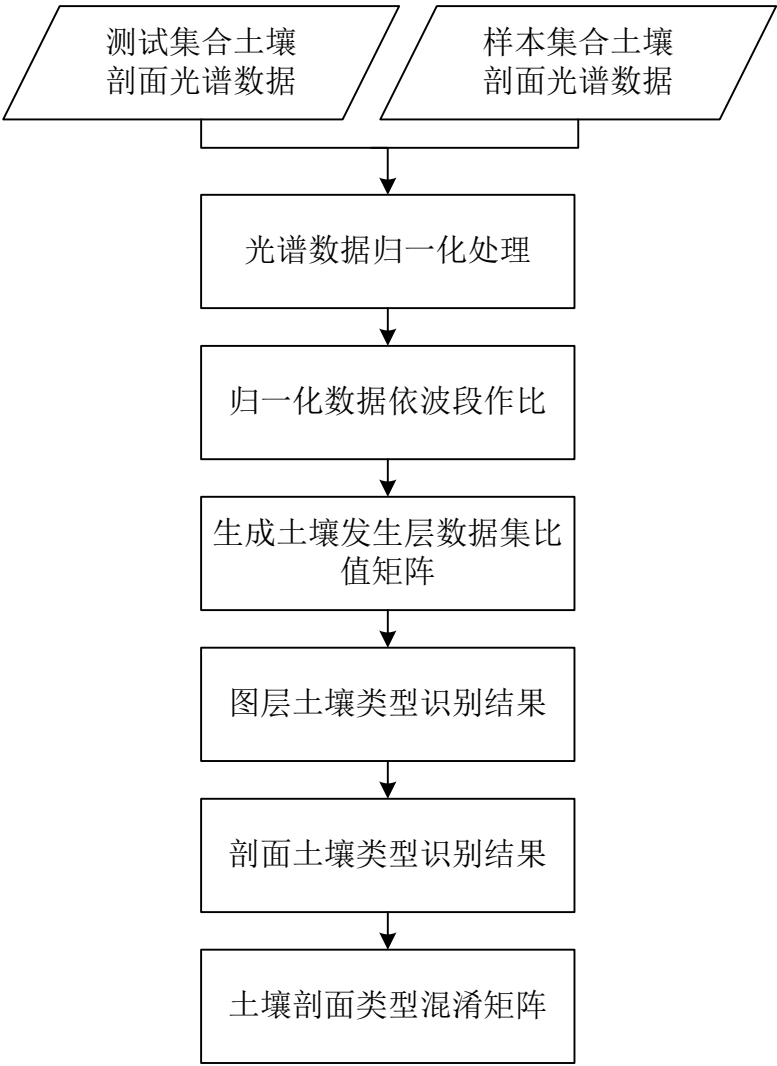 测试集合土壤
剖面光谱数据
样本集合土壤
剖面光谱数据
光谱数据归一化处理
归一化数据依波段作比
生成土壤发生层数据集比
值矩阵
图层土壤类型识别结果
剖面土壤类型识别结果
土壤剖面类型混淆矩阵